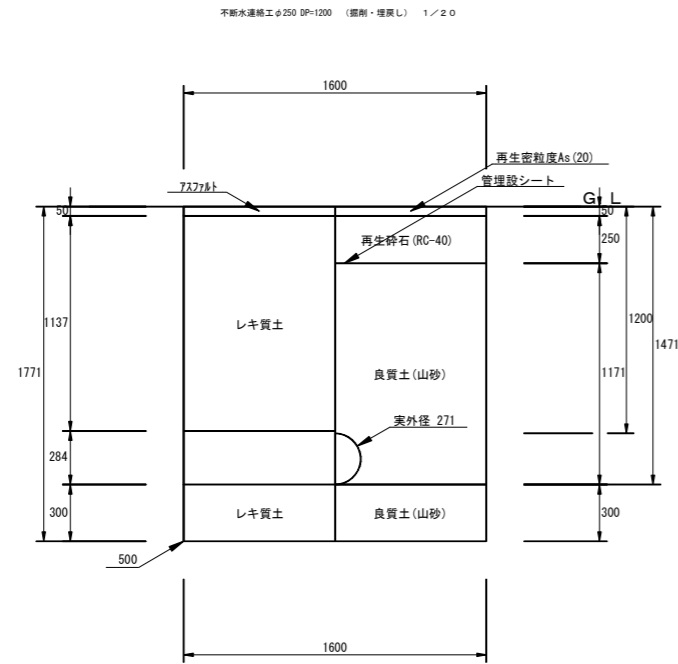 不断水連絡工φ250 DP=1200 （掘削・埋戻し） 1／20
1600
再生密粒度As(20)
アスファルト
管埋設シート
G L
50
50
再生砕石(RC-40)
250
1137
レキ質土
1200
1471
1771
良質土(山砂)
1171
実外径 271
284
300
レキ質土
良質土(山砂)
300
500
1600